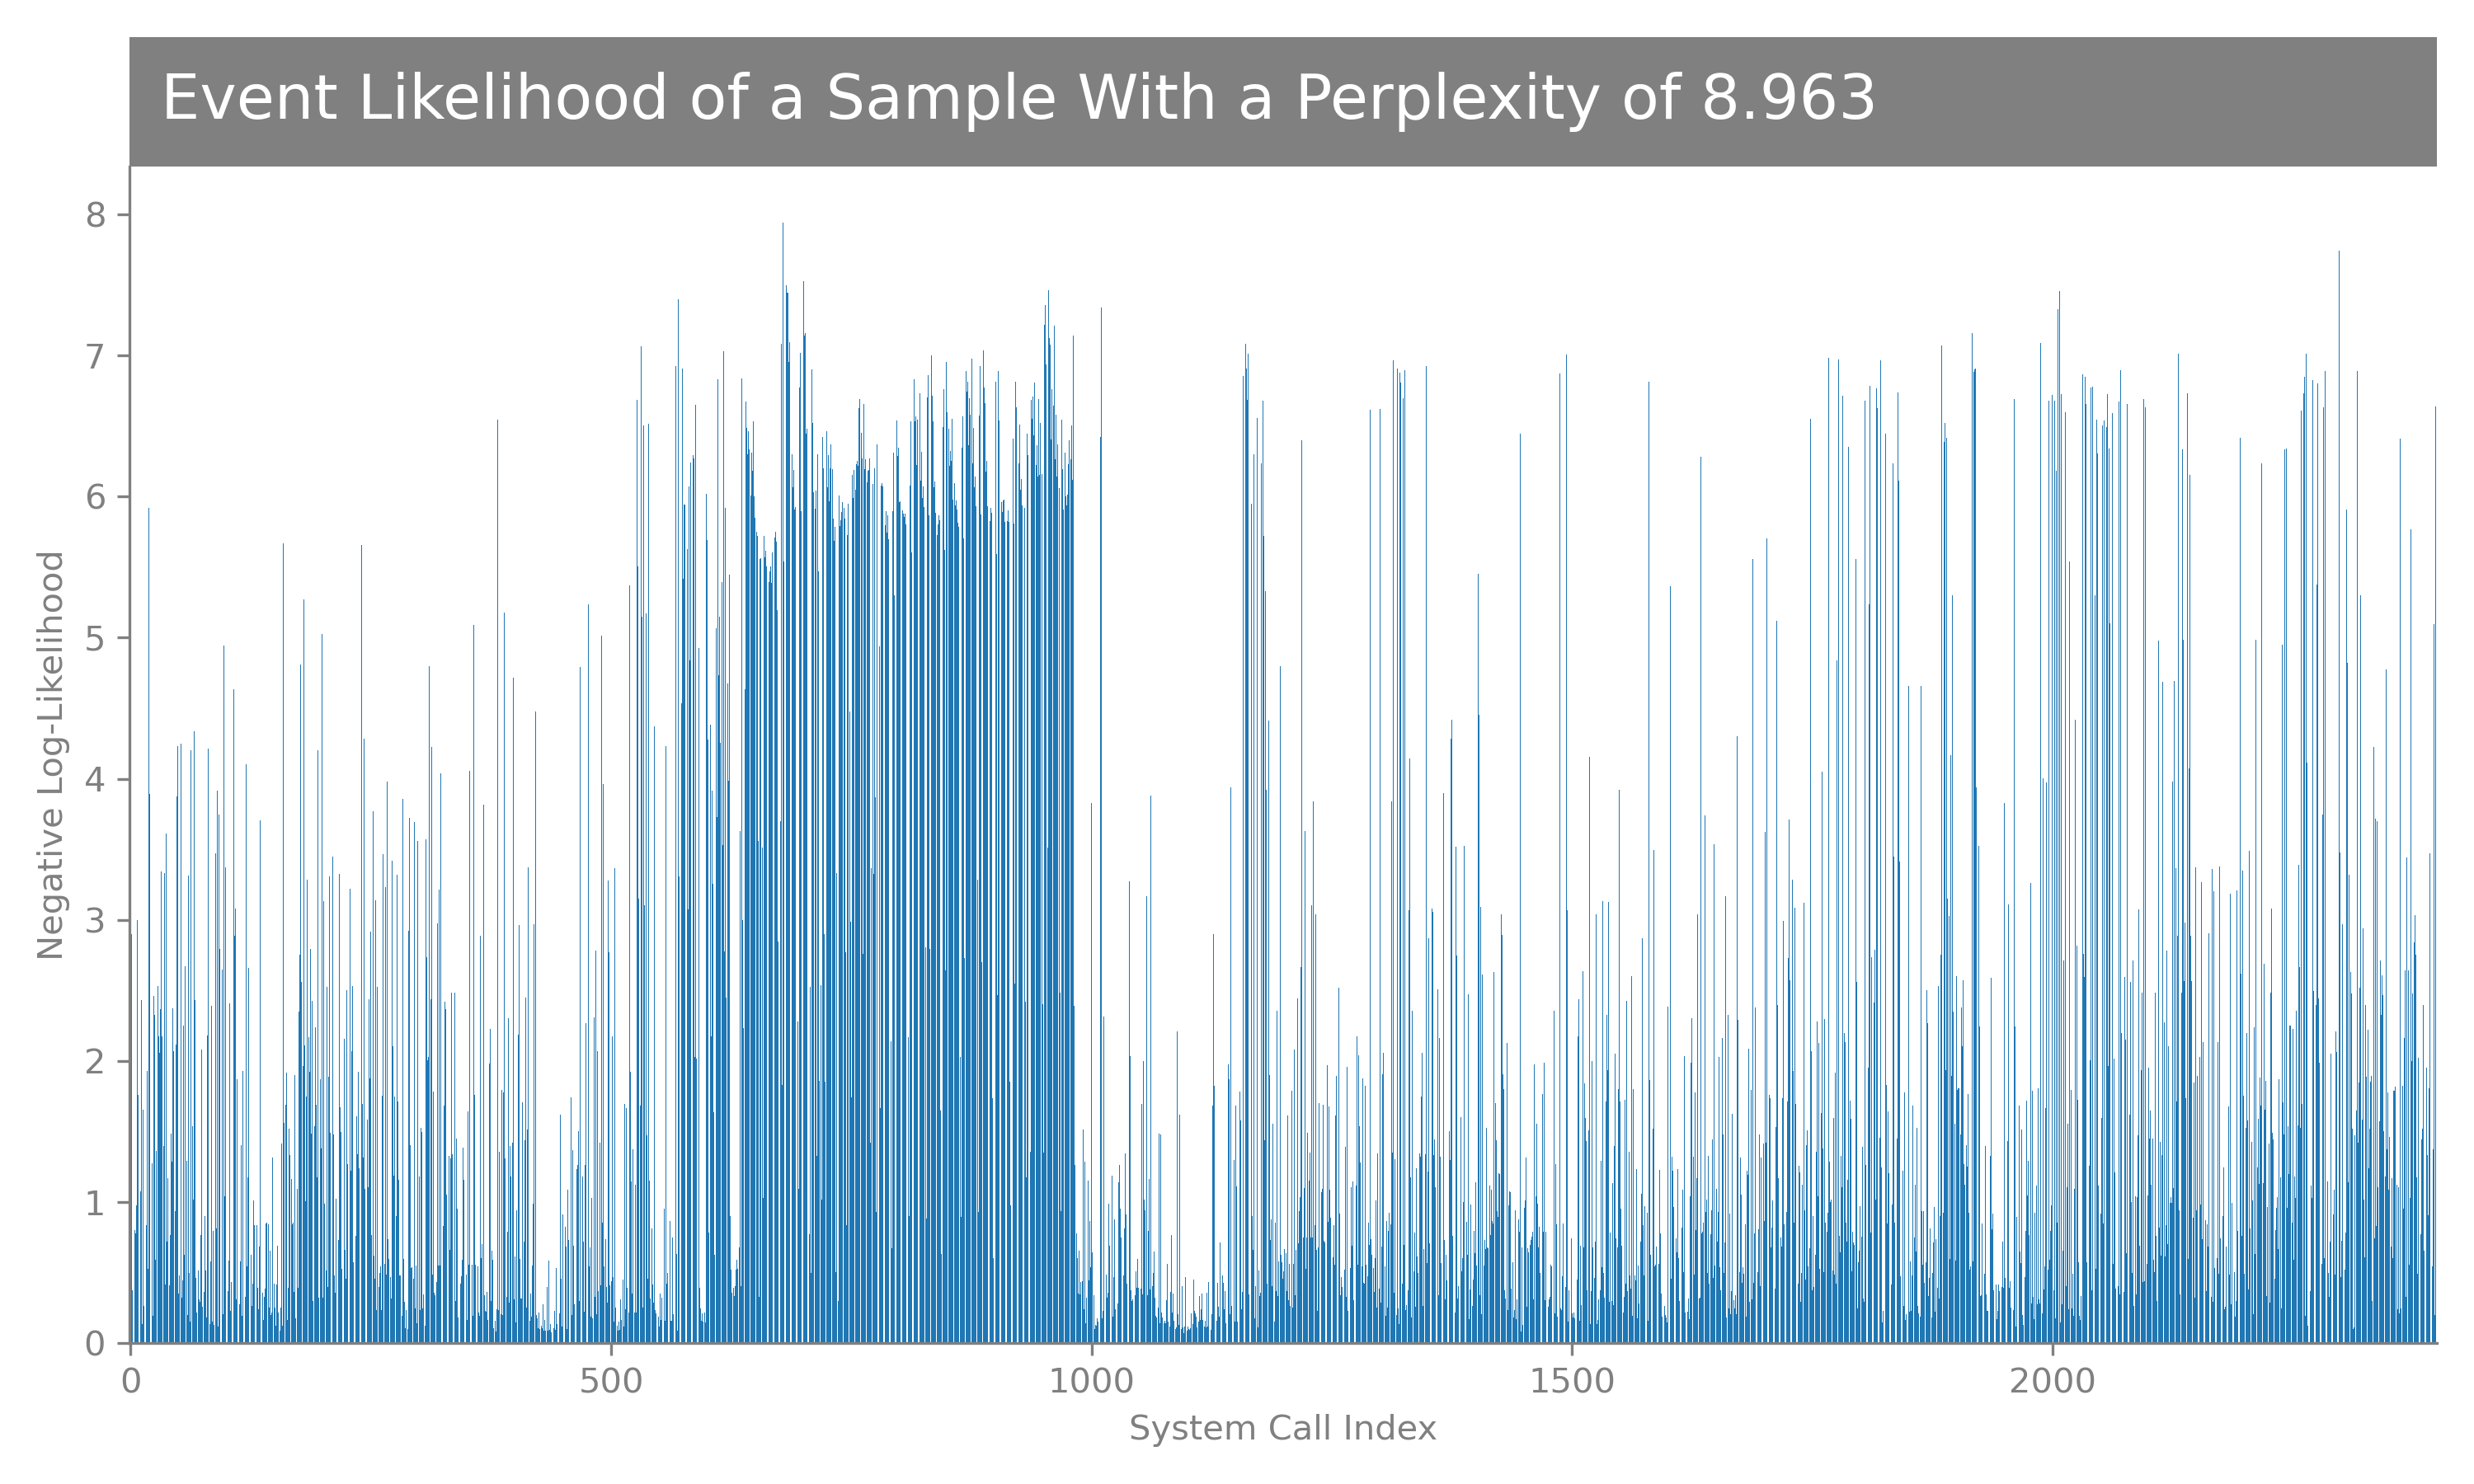 Event Likelihood of a Sample With a Perplexity of 8.963
8
7
6
5
4
3
2
1
0
Negative Log-Likelihood
0 500 1000 1500 2000
System Call Index